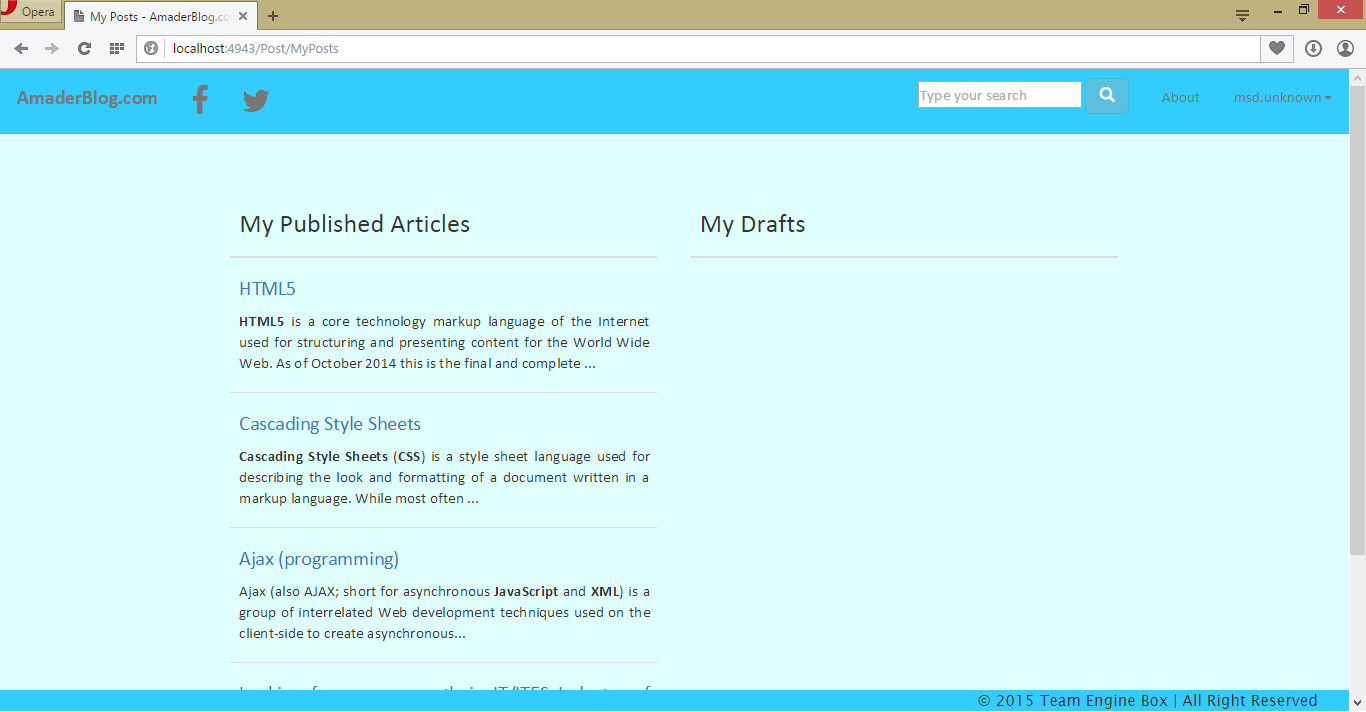 Opera
My Posts - AmaderBlog.co
localhost:4943/Post/MyPosts
AmaderBlog.com
Type your search
About
msd.unknown
My Published Articles
My Drafts
HTML5
HTML5 is a core technology markup language of the Internet
used for structuring and presenting content for the World Wide
Web. As of October 2014 this is the final and complete ...
Cascading Style Sheets
Cascading Style Sheets (CSS) is a style sheet language used for
describing the look and formatting of a document written in a
markup language. While most often ...
Ajax (programming)
Ajax (also AJAX; short for asynchronous JavaScript and XML) is a
group of interrelated Web development techniques used on the
client-side to create asynchronous...
IT/ITES
of
© 2015 Team Engine Box | All Right Reserved